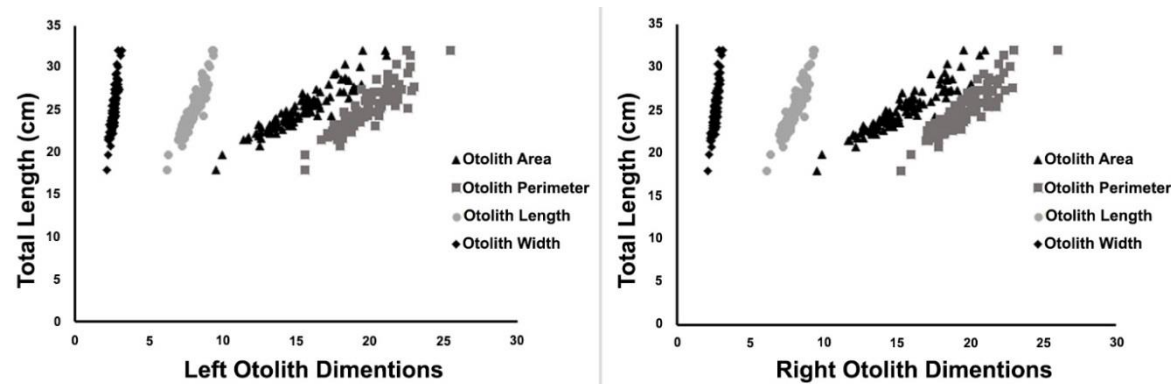 35
30
25
20
15
10
5
0
Total Length (cm)
Otolith Area
Otolith Perimeter
Otolith Length
Otolith Width
0 5 10 15 20 25 30
Left Otolith Dimentions
35
30
25
20
15
10
5
0
Total Length (cm)
Otolith Area
Otolith Perimeter
Otolith Length
Otolith Width
0 5 10 15 20 25 30
Right Otolith Dimentions